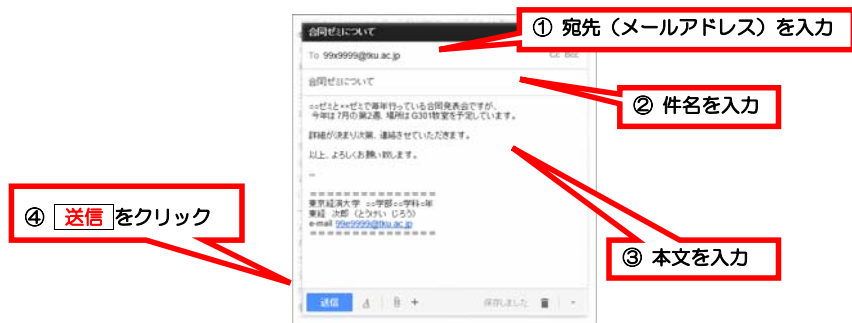 ① 宛先（メールアドレス）を入力
合同ゼミについて
To 99x9999@tku.ac.jp
Cc Bcc
合同ゼミについて
② 件名を入力
○○ゼミと××ゼミで毎年行っている合同発表会ですが、
今年は7月の第2週、場所はG301教室を予定しています。
詳細が決まり次第、連絡させていただきます。
以上、よろしくお願い致します。
--
＝＝＝＝＝＝＝＝＝＝＝＝＝＝＝
東京経済大学 ○○学部○○学科○年
東経 次郎（とうけい じろう）
e-mail 99e9999@tku.ac.jp
＝＝＝＝＝＝＝＝＝＝＝＝＝＝＝
③ 本文を入力
④ 送信 をクリック
送信 A + 保存しました